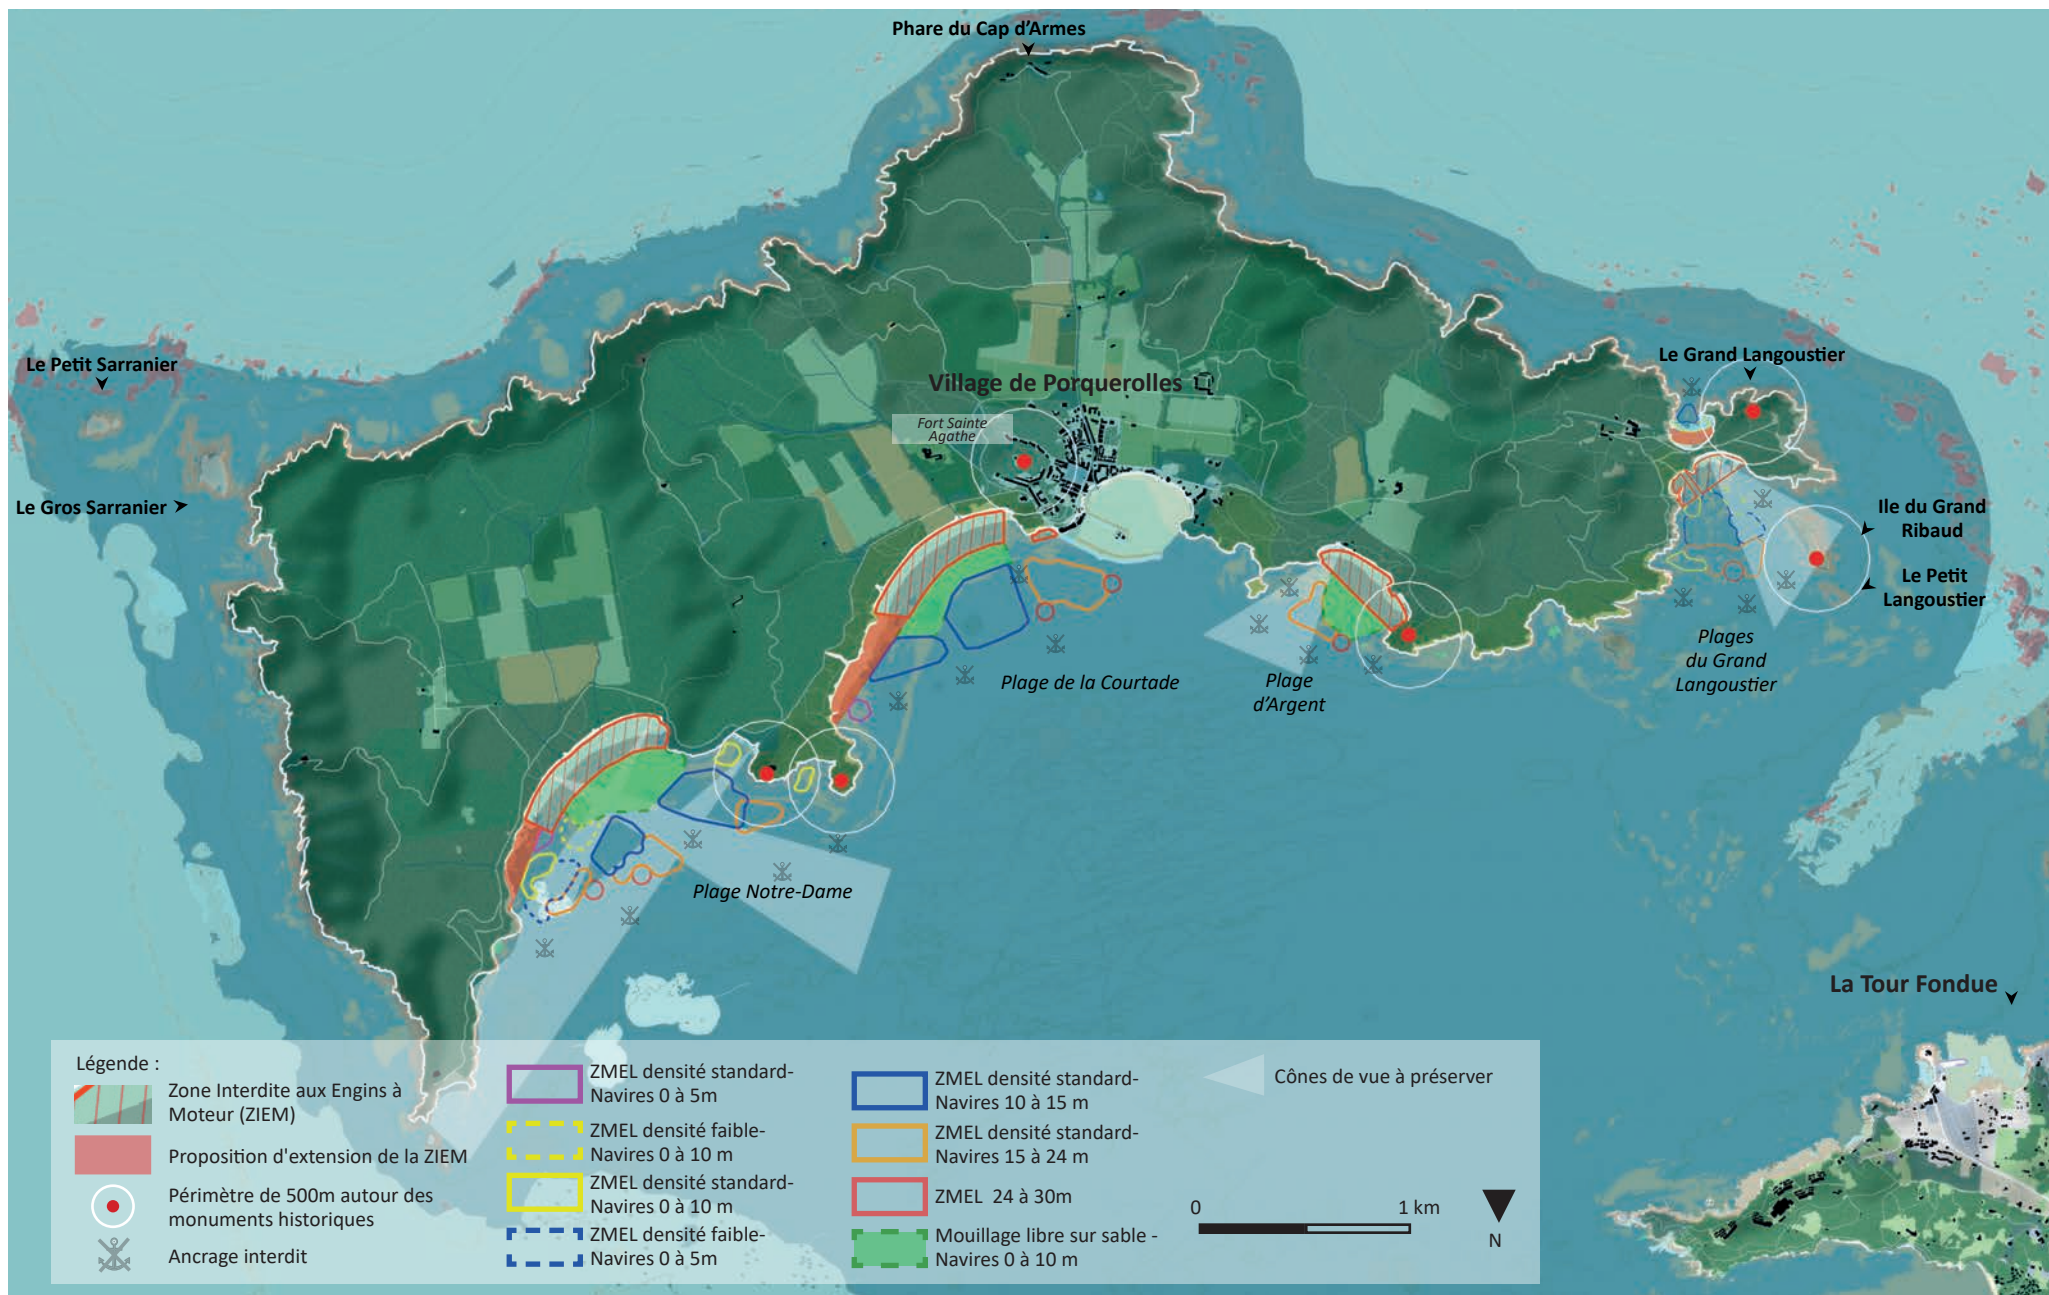 Phare du Cap d'Armes
Le Petit Sarranier
Le Grand Langoustier
Village de Porquerolles
Fort Sainte
Agathe
Le Gros Sarranier
Ile du Grand
Ribaud
Le Petit
Langoustier
Plages
du Grand
Langoustier
Plage de la Courtade
Plage
d'Argent
Plage Notre-Dame
La Tour Fondue
Légende :
Zone Interdite aux Engins à
Moteur (ZIEM)
Proposition d'extension de la ZIEM
Périmètre de 500m autour des
monuments historiques
Ancrage interdit
ZMEL densité standard-
Navires 0 à 5m
ZMEL densité faible-
Navires 0 à 10 m
ZMEL densité standard-
Navires 0 à 10 m
ZMEL densité faible-
Navires 0 à 5m
ZMEL densité standard-
Navires 10 à 15 m
ZMEL densité standard-
Navires 15 à 24 m
ZMEL 24 à 30m
Mouillage libre sur sable -
Navires 0 à 10 m
Cônes de vue à préserver
0 1 km
N